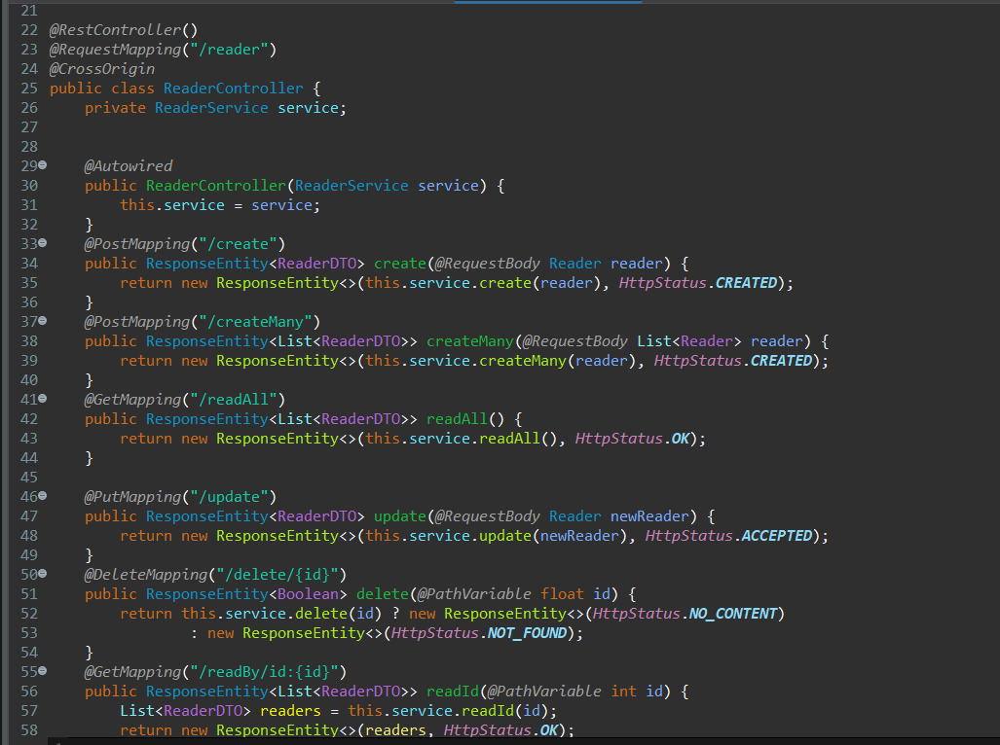 21
22 @RestController()
23 @RequestMapping("/reader")
24 @CrossOrigin
25 public class ReaderController {
26     private ReaderService service;
27
28
29     @Autowired
30     public ReaderController(ReaderService service) {
31         this.service = service;
32     }
33     @PostMapping("/create")
34     public ResponseEntity<ReaderDTO> create(@RequestBody Reader reader) {
35         return new ResponseEntity<>(this.service.create(reader), HttpStatus.CREATED);
36     }
37     @PostMapping("/createMany")
38     public ResponseEntity<List<ReaderDTO>> createMany(@RequestBody List<Reader> reader) {
39         return new ResponseEntity<>(this.service.createMany(reader), HttpStatus.CREATED);
40     }
41     @GetMapping("/readAll")
42     public ResponseEntity<List<ReaderDTO>> readAll() {
43         return new ResponseEntity<>(this.service.readAll(), HttpStatus.OK);
44     }
45
46     @PutMapping("/update")
47     public ResponseEntity<ReaderDTO> update(@RequestBody Reader newReader) {
48         return new ResponseEntity<>(this.service.update(newReader), HttpStatus.ACCEPTED);
49     }
50     @DeleteMapping("/delete/{id}")
51     public ResponseEntity<Boolean> delete(@PathVariable float id) {
52         return this.service.delete(id) ? new ResponseEntity<>(HttpStatus.NO_CONTENT)
53                 : new ResponseEntity<>(HttpStatus.NOT_FOUND);
54     }
55     @GetMapping("/readBy/id:{id}")
56     public ResponseEntity<List<ReaderDTO>> readId(@PathVariable int id) {
57         List<ReaderDTO> readers = this.service.readId(id);
58         return new ResponseEntity<>(readers, HttpStatus.OK);